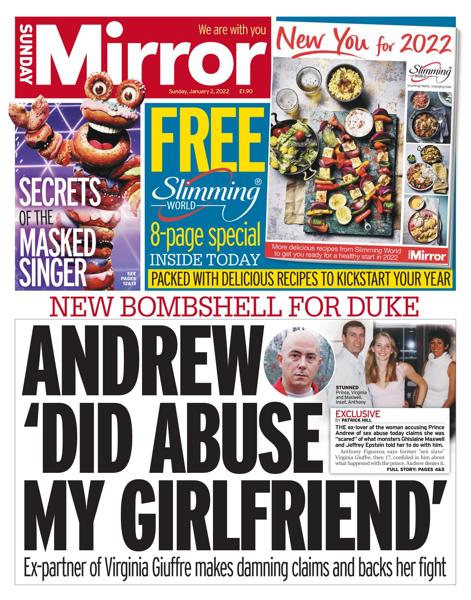 SUNDAY
Mirror
We are with you
Sunday, January 2, 2022 £1.90
New You for 2022
Slimming
WORLD
touching hearts, changing lives
SECRETS
OF THE
MASKED
SINGER
SEE
PAGES
12&13
FREE
Slimming®
WORLD
8-page special
INSIDE TODAY
More delicious recipes from Slimming World
to get you ready for a healthy start in 2022
Mirror
PACKED WITH DELICIOUS RECIPES TO KICKSTART YOUR YEAR
NEW BOMBSHELL FOR DUKE
ANDREW
'DID ABUSE
MY GIRLFRIEND'
STUNNED
Prince, Virginia
and Maxwell.
Inset, Anthony
EXCLUSIVE
BY PATRICK HILL
THE ex-lover of the woman accusing Prince
Andrew of sex abuse today claims she was
"scared" of what monsters Ghislaine Maxwell
and Jeffrey Epstein told her to do with him.
Anthony Figueroa says former "sex slave"
Virginia Giuffre, then 17, confided in him about
what happened with the prince. Andrew denies it.
FULL STORY: PAGES 4&5
Ex-partner of Virginia Giuffre makes damning claims and backs her fight